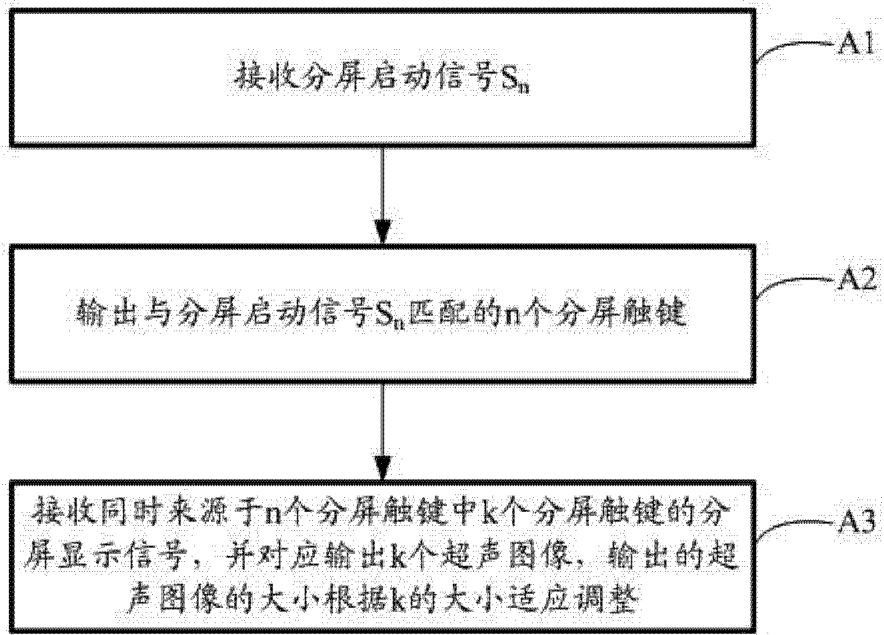 接收分屏启动信号Sn
A1
输出与分屏启动信号Sn匹配的n个分屏触键
A2
接收同时来源于n个分屏触键中k个分屏触键的分
屏显示信号，并对应输出k个超声图像，输出的超
声图像的大小根据k的大小适应调整
A3